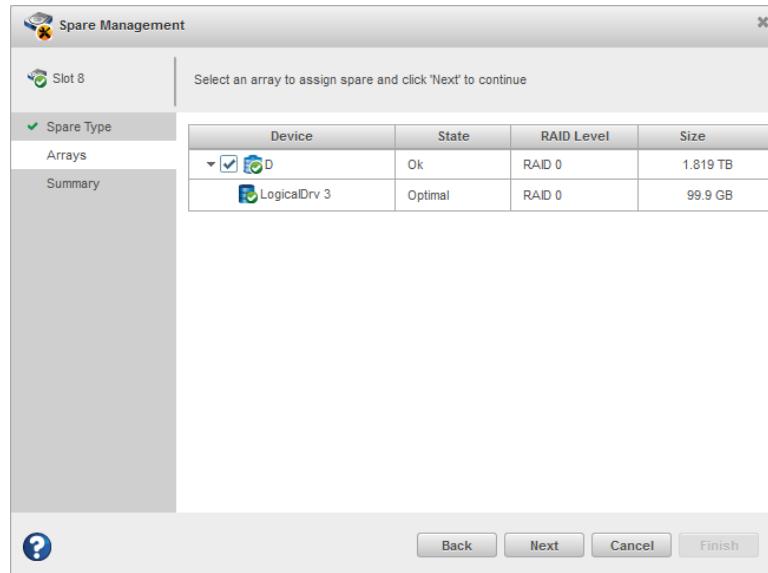 Spare Management
Slot 8
Select an array to assign spare and click 'Next' to continue
Spare Type
Arrays
Summary
Device State RAID Level Size
D Ok RAID 0 1.819 TB
LogicalDrv 3 Optimal RAID 0 99.9 GB
? Back Next Cancel Finish